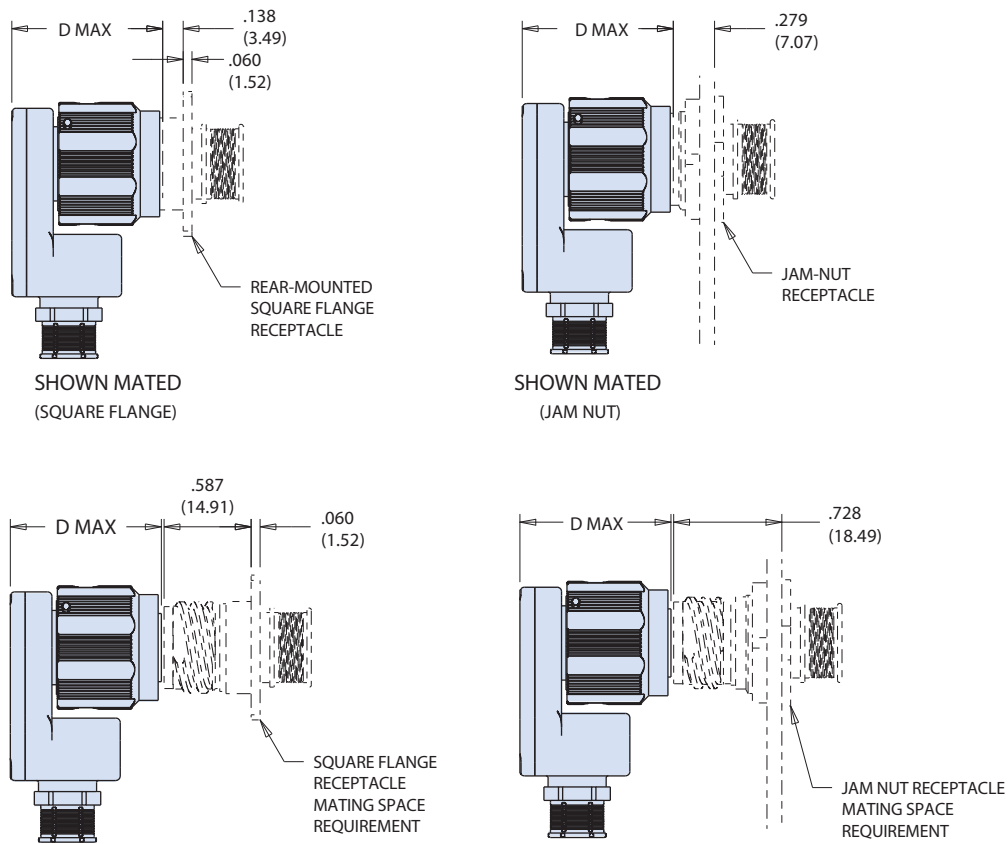 D MAX
.138
(3.49)
.060
(1.52)
REAR-MOUNTED
SQUARE FLANGE
RECEPTACLE
SHOWN MATED
(SQUARE FLANGE)
D MAX
.279
(7.07)
JAM-NUT
RECEPTACLE
SHOWN MATED
(JAM NUT)
D MAX
.587
(14.91)
.060
(1.52)
SQUARE FLANGE
RECEPTACLE
MATING SPACE
REQUIREMENT
D MAX
.728
(18.49)
JAM NUT RECEPTACLE
MATING SPACE
REQUIREMENT